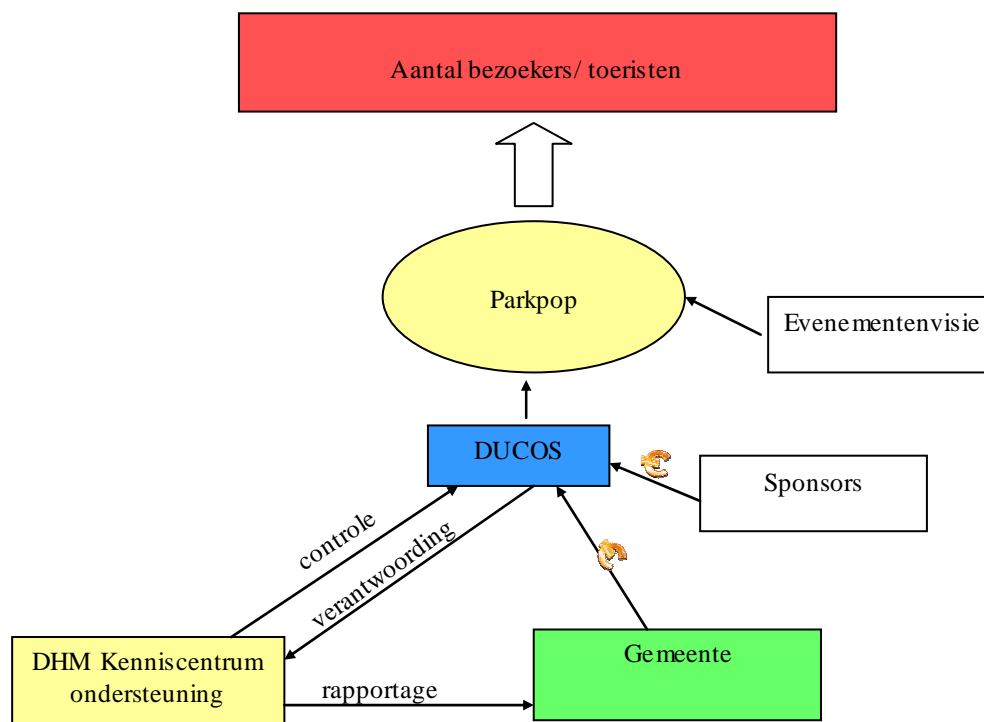 Aantal bezoekers/ toeristen
Parkpop
Evenementenvisie
DUCOS
Sponsors
controle
verantwoording
DHM Kenniscentrum
ondersteuning
rapportage
Gemeente